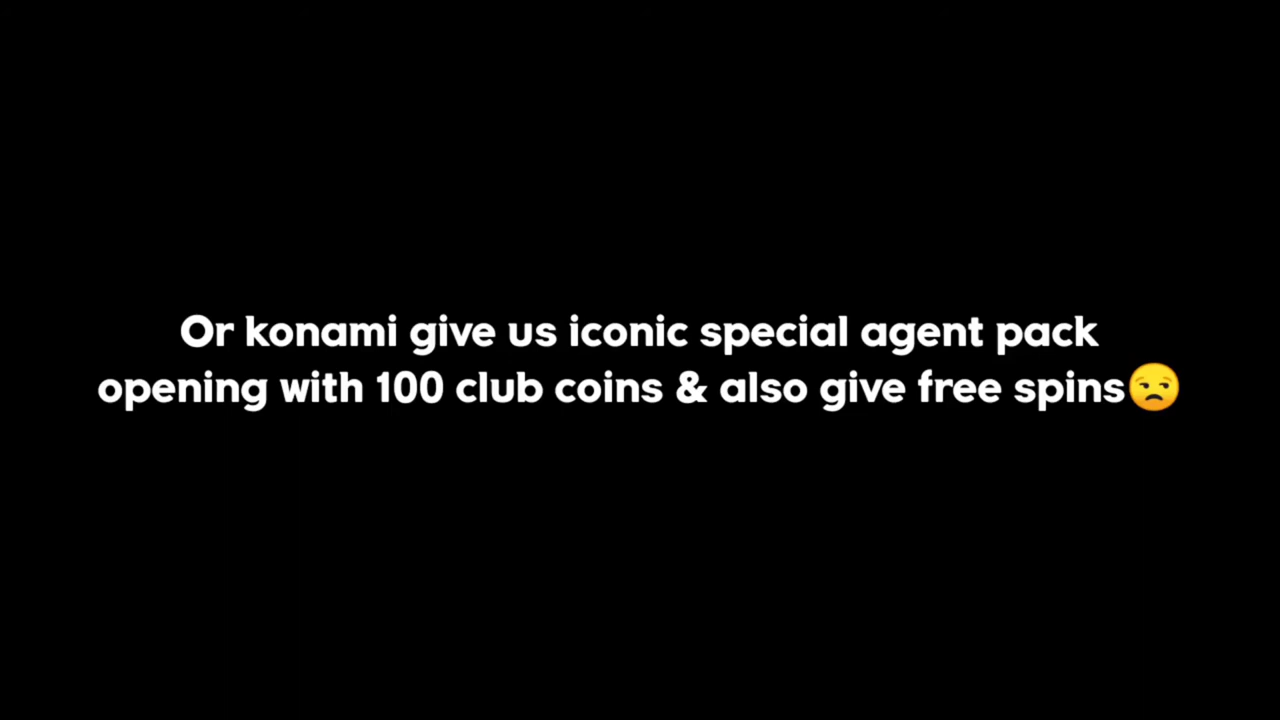 Or konami give us iconic special agent pack
opening with 100 club coins & also give free spins😒